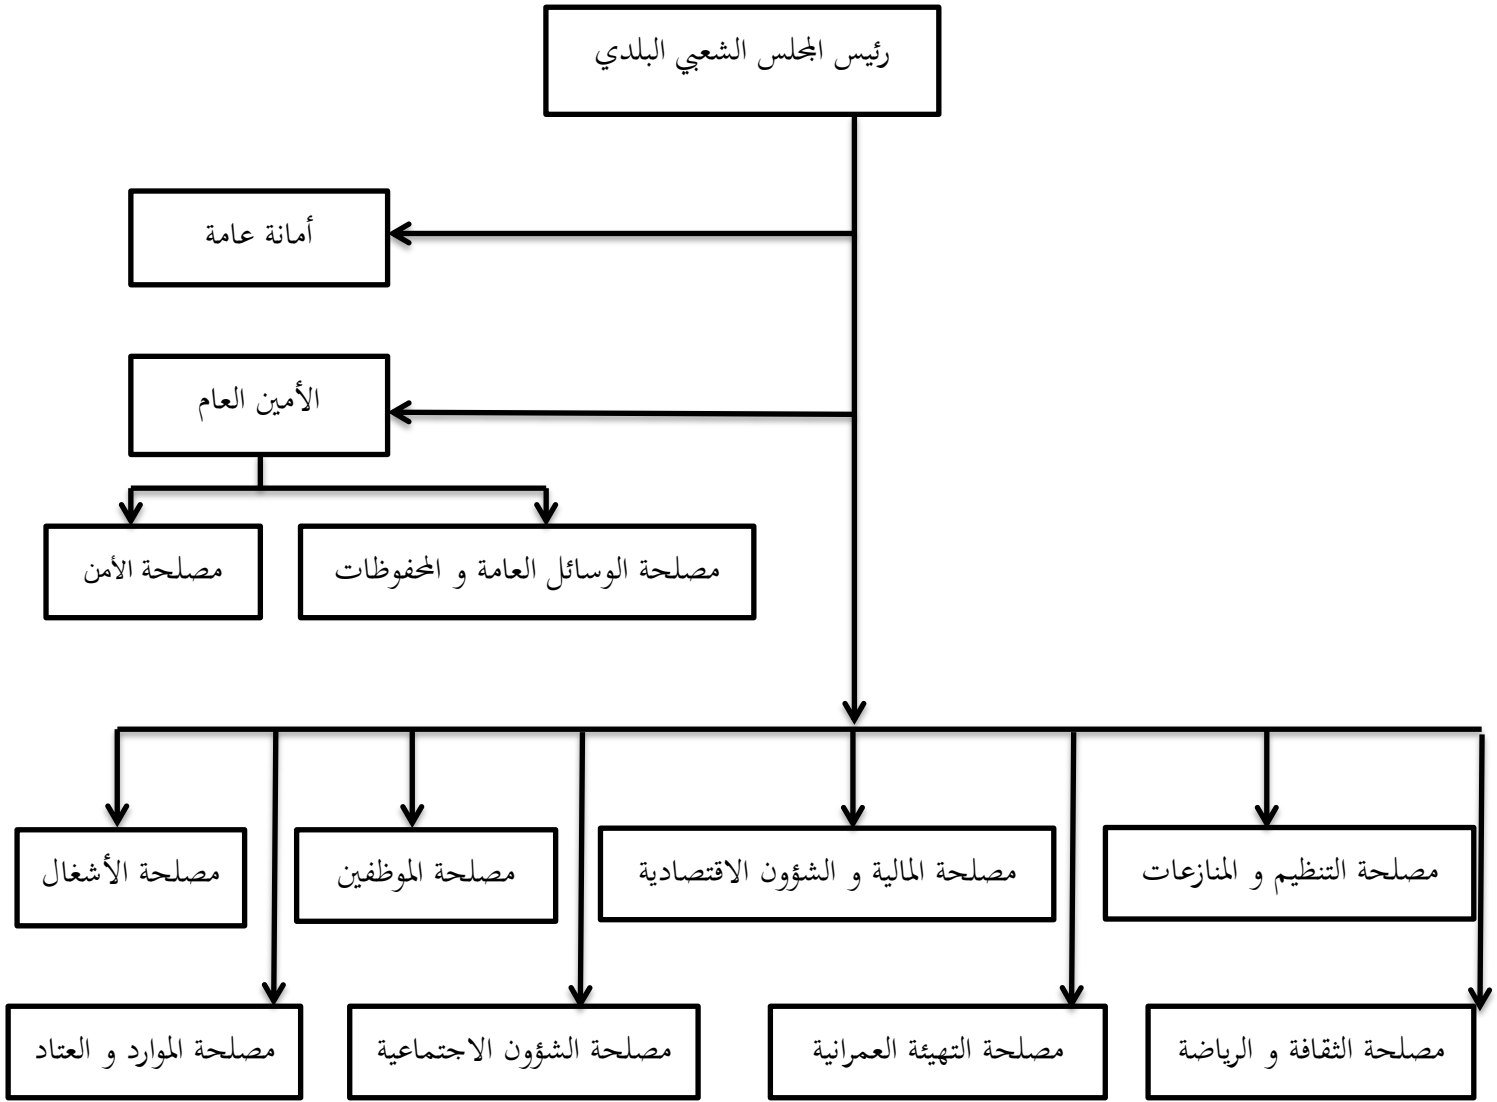 رئيس المجلس الشعبي البلدي
أمانة عامة
الأمين العام
مصلحة الوسائل العامة و المحفوظات
مصلحة الأمن
مصلحة التنظيم و المنازعات
مصلحة المالية و الشؤون الاقتصادية
مصلحة الموظفين
مصلحة الأشغال
مصلحة الثقافة و الرياضة
مصلحة التهيئة العمرانية
مصلحة الشؤون الاجتماعية
مصلحة الموارد و العتاد